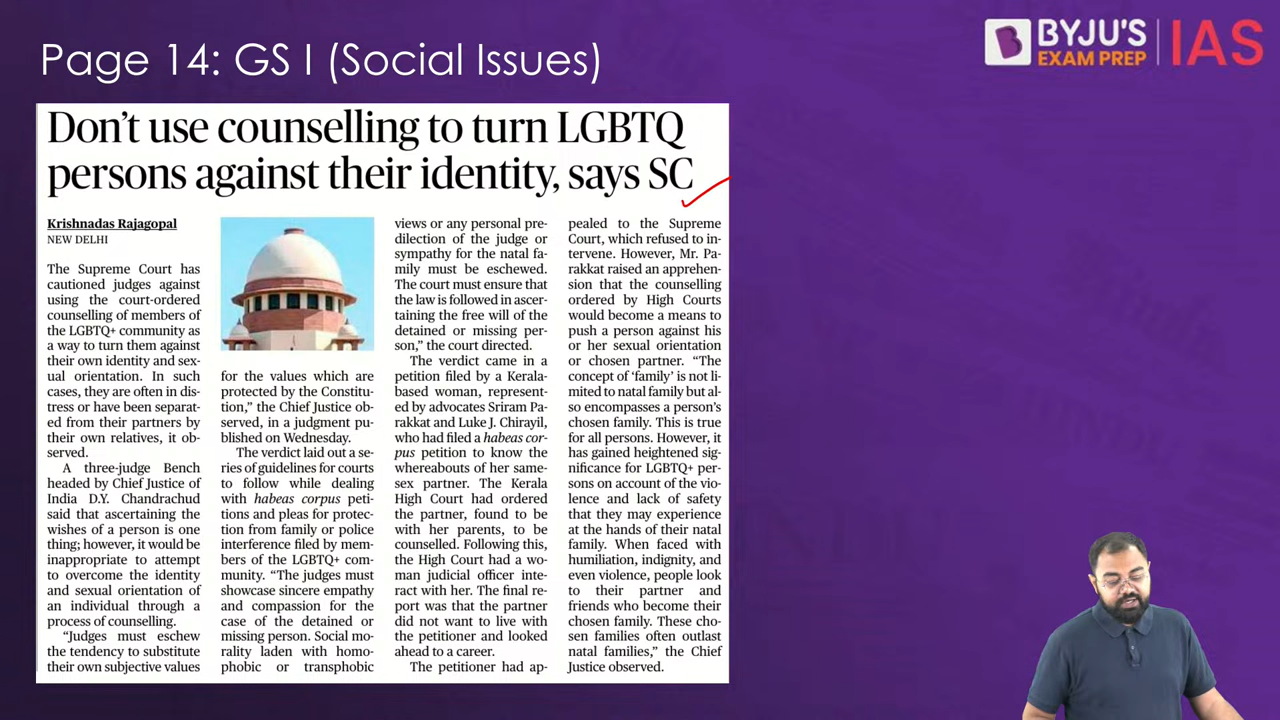 Page 14: GS I (Social Issues)
BYJU'S
EXAM PREP
IAS
Don't use counselling to turn LGBTQ
persons against their identity, says SC
Krishnadas Rajagopal
NEW DELHI
The Supreme Court has
cautioned judges against
using the court-ordered
counselling of members of
the LGBTQ+ community as
a way to turn them against
their own identity and sex-
ual orientation. In such
cases, they are often in dis-
tress or have been separat-
ed from their partners by
their own relatives, it ob-
served.
A three-judge Bench
headed by Chief Justice of
India D.Y. Chandrachud
said that ascertaining the
wishes of a person is one
thing; however, it would be
inappropriate to attempt
to overcome the identity
and sexual orientation of
an individual through a
process of counselling.
“Judges must eschew
the tendency to substitute
their own subjective values
for the values which are
protected by the Constitu-
tion,” the Chief Justice ob-
served, in a judgment pu-
blished on Wednesday.
The verdict laid out a se-
ries of guidelines for courts
to follow while dealing
with habeas corpus peti-
tions and pleas for protec-
tion from family or police
interference filed by mem-
bers of the LGBTQ+ com-
munity. “The judges must
showcase sincere empathy
and compassion for the
case of the detained or
missing person. Social mo-
rality laden with homo-
phobic or transphobic
views or any personal pre-
dilection of the judge or
sympathy for the natal fa-
mily must be eschewed.
The court must ensure that
the law is followed in ascer-
taining the free will of the
detained or missing per-
son,” the court directed.
The verdict came in a
petition filed by a Kerala-
based woman, represent-
ed by advocates Sriram Pa-
rakkat and Luke J. Chirayil,
who had filed a habeas cor-
pus petition to know the
whereabouts of her same-
sex partner. The Kerala
High Court had ordered
the partner, found to be
with her parents, to be
counselled. Following this,
the High Court had a wo-
man judicial officer inte-
ract with her. The final re-
port was that the partner
did not want to live with
the petitioner and looked
ahead to a career.
The petitioner had ap-
pealed to the Supreme
Court, which refused to in-
tervene. However, Mr. Pa-
rakkat raised an apprehen-
sion that the counselling
ordered by High Courts
would become a means to
push a person against his
or her sexual orientation
or chosen partner. “The
concept of ‘family’ is not li-
mited to natal family but al-
so encompasses a person’s
chosen family. This is true
for all persons. However, it
has gained heightened sig-
nificance for LGBTQ+ per-
sons on account of the vio-
lence and lack of safety
that they may experience
at the hands of their natal
family. When faced with
humiliation, indignity, and
even violence, people look
to their partner and
friends who become their
chosen family. These cho-
sen families often outlast
natal families,” the Chief
Justice observed.